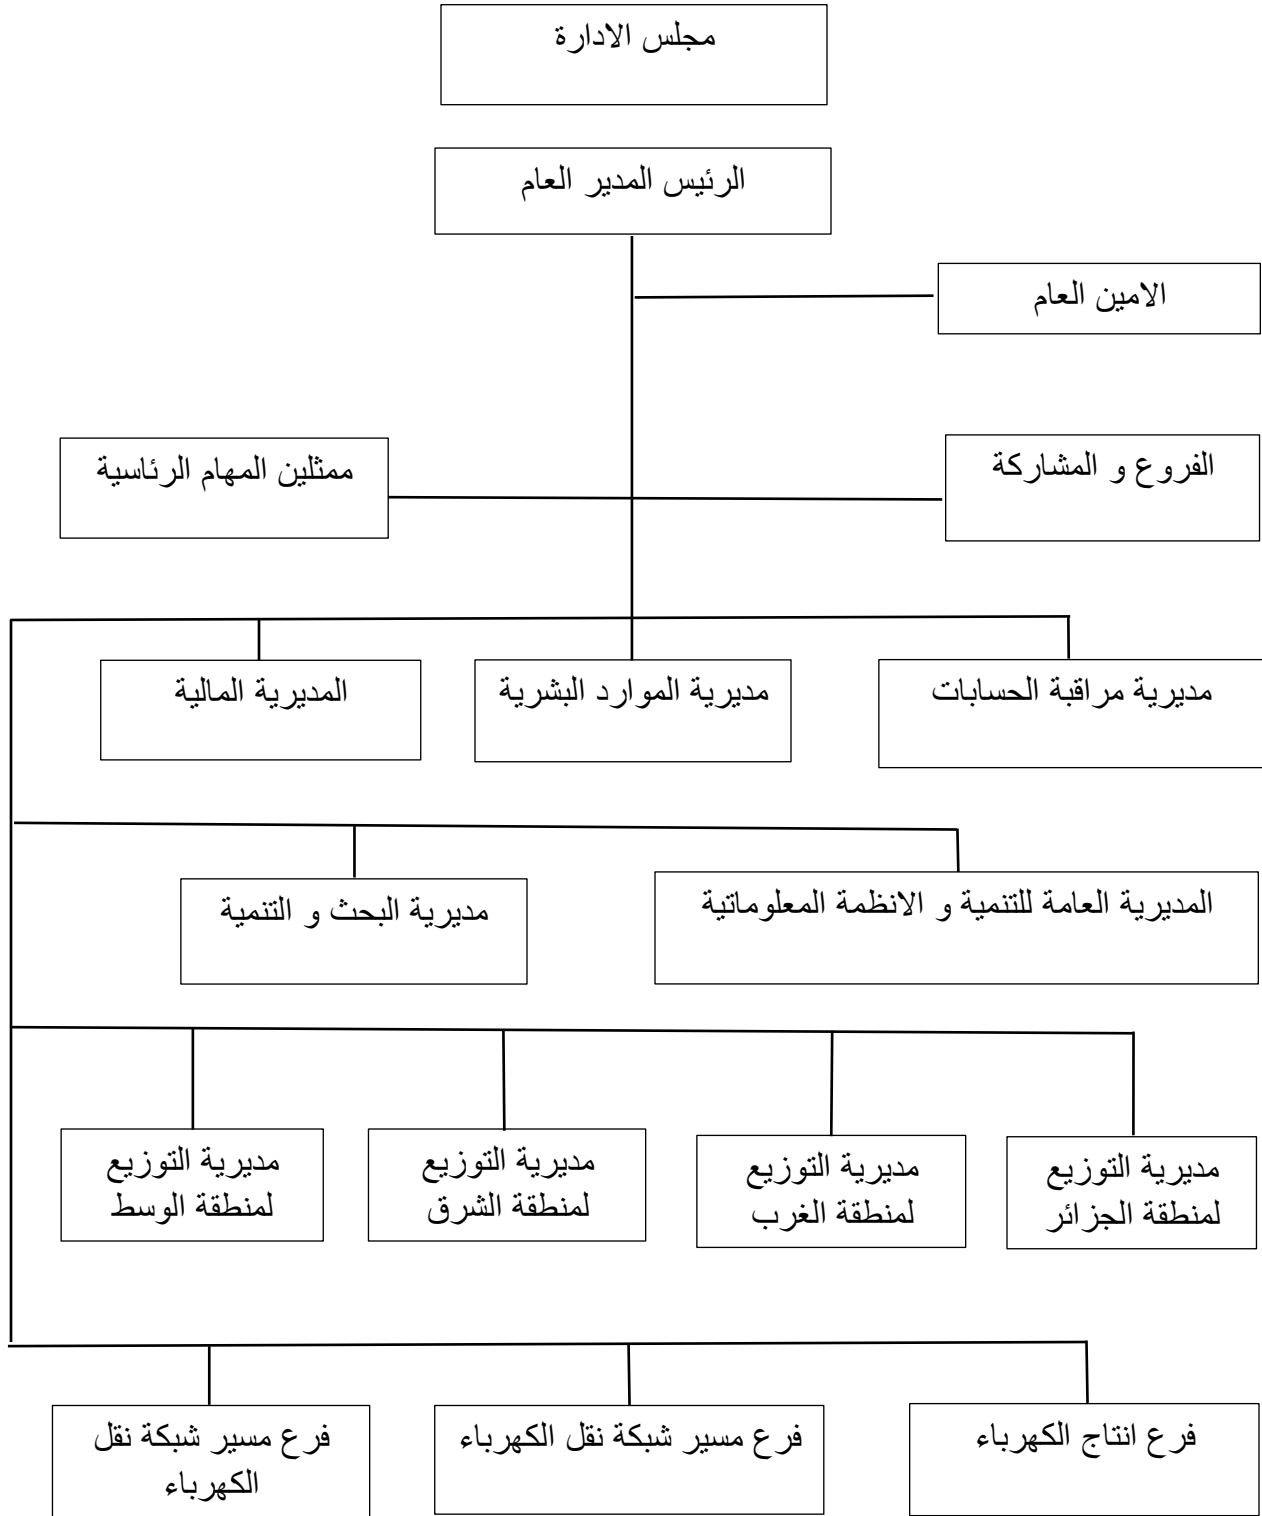 مجلس الادارة
الرئيس المدير العام
الامين العام
الفروع و المشاركة
ممثلين المهام الرئاسية
مديرية مراقبة الحسابات
مديرية الموارد البشرية
المديرية المالية
المديرية العامة للتنمية و الانظمة المعلوماتية
مديرية البحث و التنمية
مديرية التوزيع
لمنطقة الجزائر
مديرية التوزيع
لمنطقة الغرب
مديرية التوزيع
لمنطقة الشرق
مديرية التوزيع
لمنطقة الوسط
فرع انتاج الكهرباء
فرع مسير شبكة نقل الكهرباء
فرع مسير شبكة نقل
الكهرباء